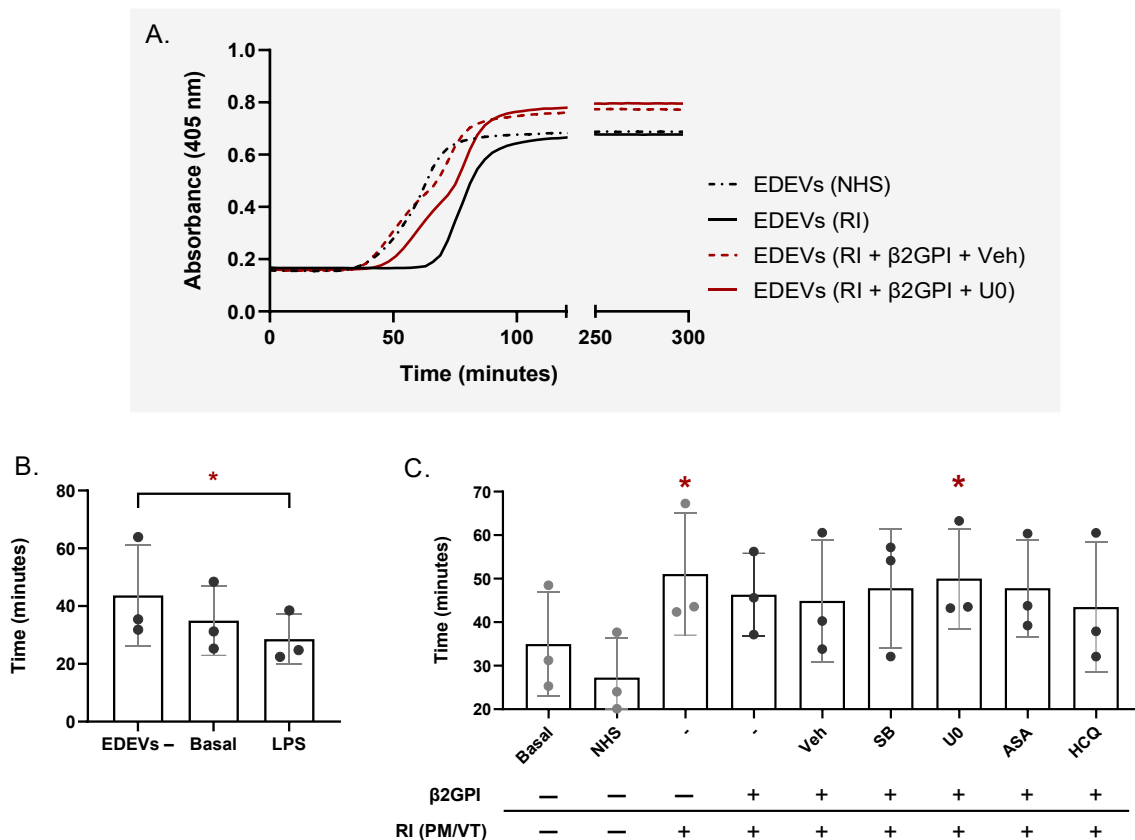 A.
Absorbance (405 nm)
1.0
0.8
0.6
0.4
0.2
0.0
0 50 100 250 300
Time (minutes)
EDEVs (NHS)
EDEVs (RI)
EDEVs (RI + β2GPI + Veh)
EDEVs (RI + β2GPI + U0)
B.
Time (minutes)
80
60
40
20
0
*
EDEVs – Basal LPS
C.
Time (minutes)
70
60
50
40
30
20
* *
Basal NHS - - Veh SB U0 ASA HCQ
β2GPI — — — + + + + + +
RI (PM/VT) — — + + + + + + +